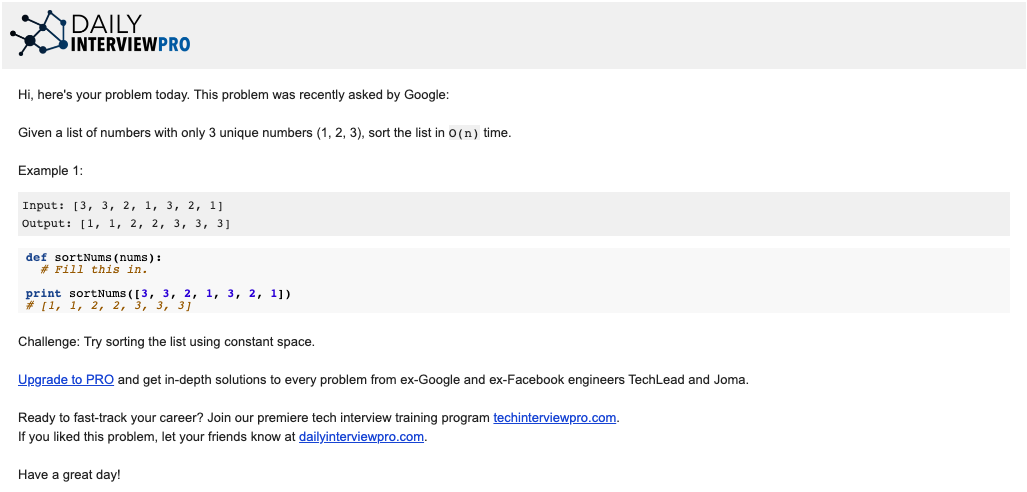 DAILY
INTERVIEWPRO
Hi, here's your problem today. This problem was recently asked by Google:
Given a list of numbers with only 3 unique numbers (1, 2, 3), sort the list in O(n) time.
Example 1:
Input: [3, 3, 2, 1, 3, 2, 1]
Output: [1, 1, 2, 2, 3, 3, 3]
def sortNums(nums):
  # Fill this in.
print sortNums([3, 3, 2, 1, 3, 2, 1])
# [1, 1, 2, 2, 3, 3, 3]
Challenge: Try sorting the list using constant space.
Upgrade to PRO and get in-depth solutions to every problem from ex-Google and ex-Facebook engineers TechLead and Joma.
Ready to fast-track your career? Join our premiere tech interview training program techinterviewpro.com.
If you liked this problem, let your friends know at dailyinterviewpro.com.
Have a great day!